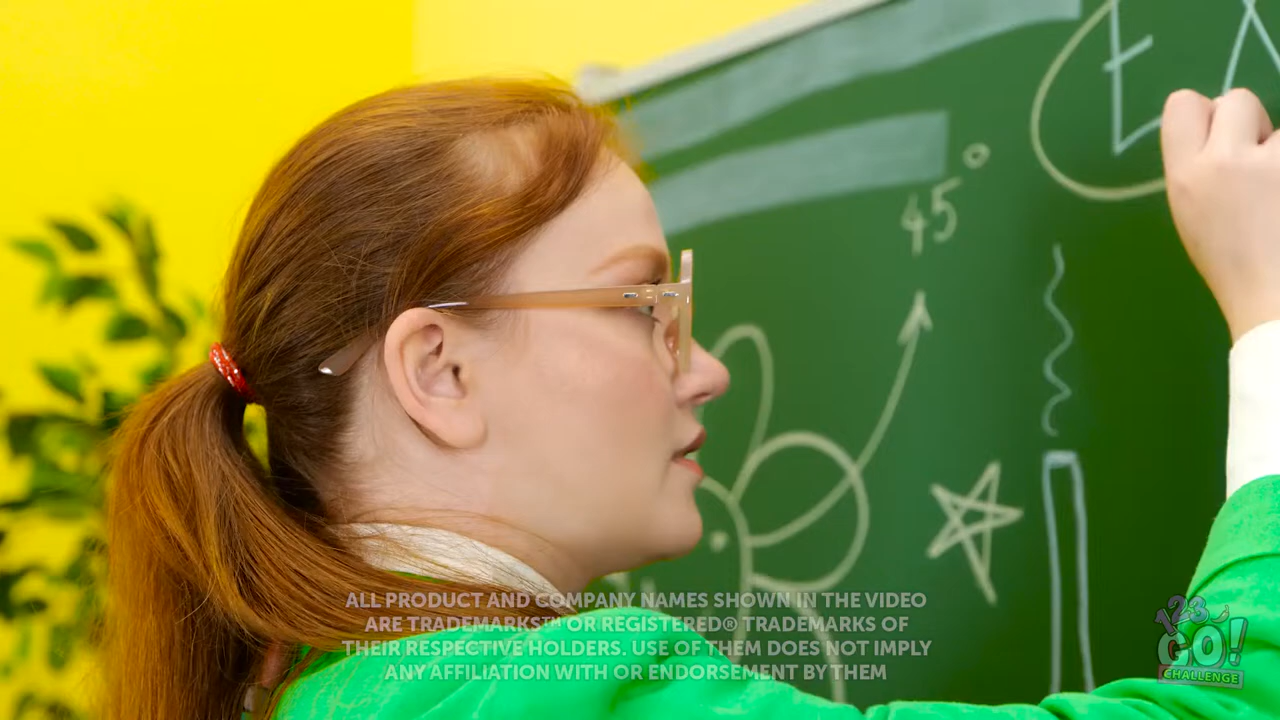 45°
ALL PRODUCT AND COMPANY NAMES SHOWN IN THE VIDEO
ARE TRADEMARKS™ OR REGISTERED® TRADEMARKS OF
THEIR RESPECTIVE HOLDERS. USE OF THEM DOES NOT IMPLY
ANY AFFILIATION WITH OR ENDORSEMENT BY THEM
123
GO!
CHALLENGE